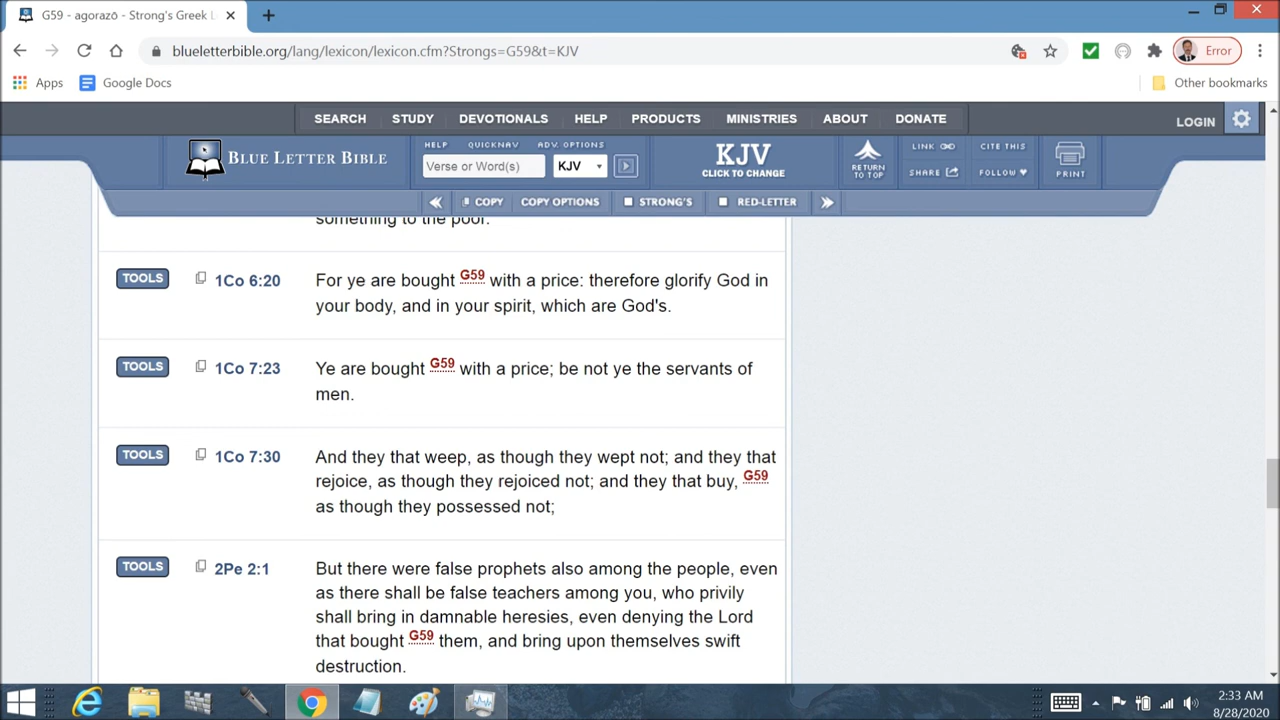 G59 - agorazō - Strong's Greek L
blueletterbible.org/lang/lexicon/lexicon.cfm?Strongs=G59&t=KJV
Error
Apps
Google Docs
Other bookmarks
SEARCH STUDY DEVOTIONALS HELP PRODUCTS MINISTRIES ABOUT DONATE
LOGIN
BLUE LETTER BIBLE
HELP QUICKNAV ADV. OPTIONS
Verse or Word(s)
KJV
KJV
CLICK TO CHANGE
RETURN
TO TOP
LINK
CITE THIS
SHARE
FOLLOW
PRINT
COPY COPY OPTIONS STRONG'S RED-LETTER
something to the poor.
TOOLS
1Co 6:20
For ye are bought G59 with a price: therefore glorify God in
your body, and in your spirit, which are God's.
TOOLS
1Co 7:23
Ye are bought G59 with a price; be not ye the servants of
men.
TOOLS
1Co 7:30
And they that weep, as though they wept not; and they that
rejoice, as though they rejoiced not; and they that buy, G59
as though they possessed not;
TOOLS
2Pe 2:1
But there were false prophets also among the people, even
as there shall be false teachers among you, who privily
shall bring in damnable heresies, even denying the Lord
that bought G59 them, and bring upon themselves swift
destruction.
2:33 AM
8/28/2020